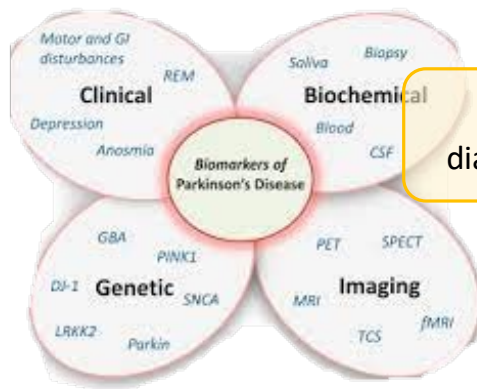 Motor and GI
disturbances
REM
Clinical
Depression
Anosmia
Saliva
Biopsy
Biochemical
Blood
CSF
Biomarkers of
Parkinson's Disease
GBA
PINK1
DJ-1
Genetic
SNCA
LRKK2
Parkin
PET
SPECT
MRI
Imaging
TCS
fMRI